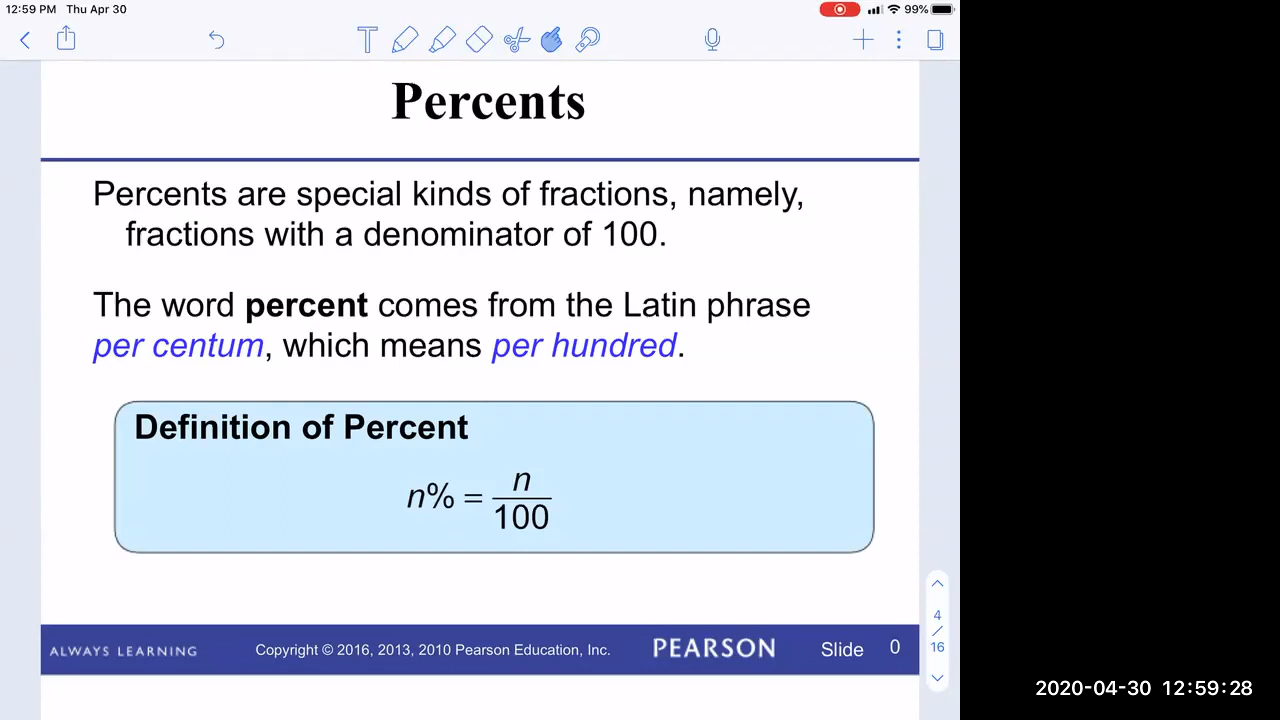 12:59 PM Thu Apr 30
99%
Percents
Percents are special kinds of fractions, namely,
fractions with a denominator of 100.
The word percent comes from the Latin phrase
per centum, which means per hundred.
Definition of Percent
n% = n/100
4
/
16
ALWAYS LEARNING Copyright © 2016, 2013, 2010 Pearson Education, Inc. PEARSON Slide 0
2020-04-30 12:59:28